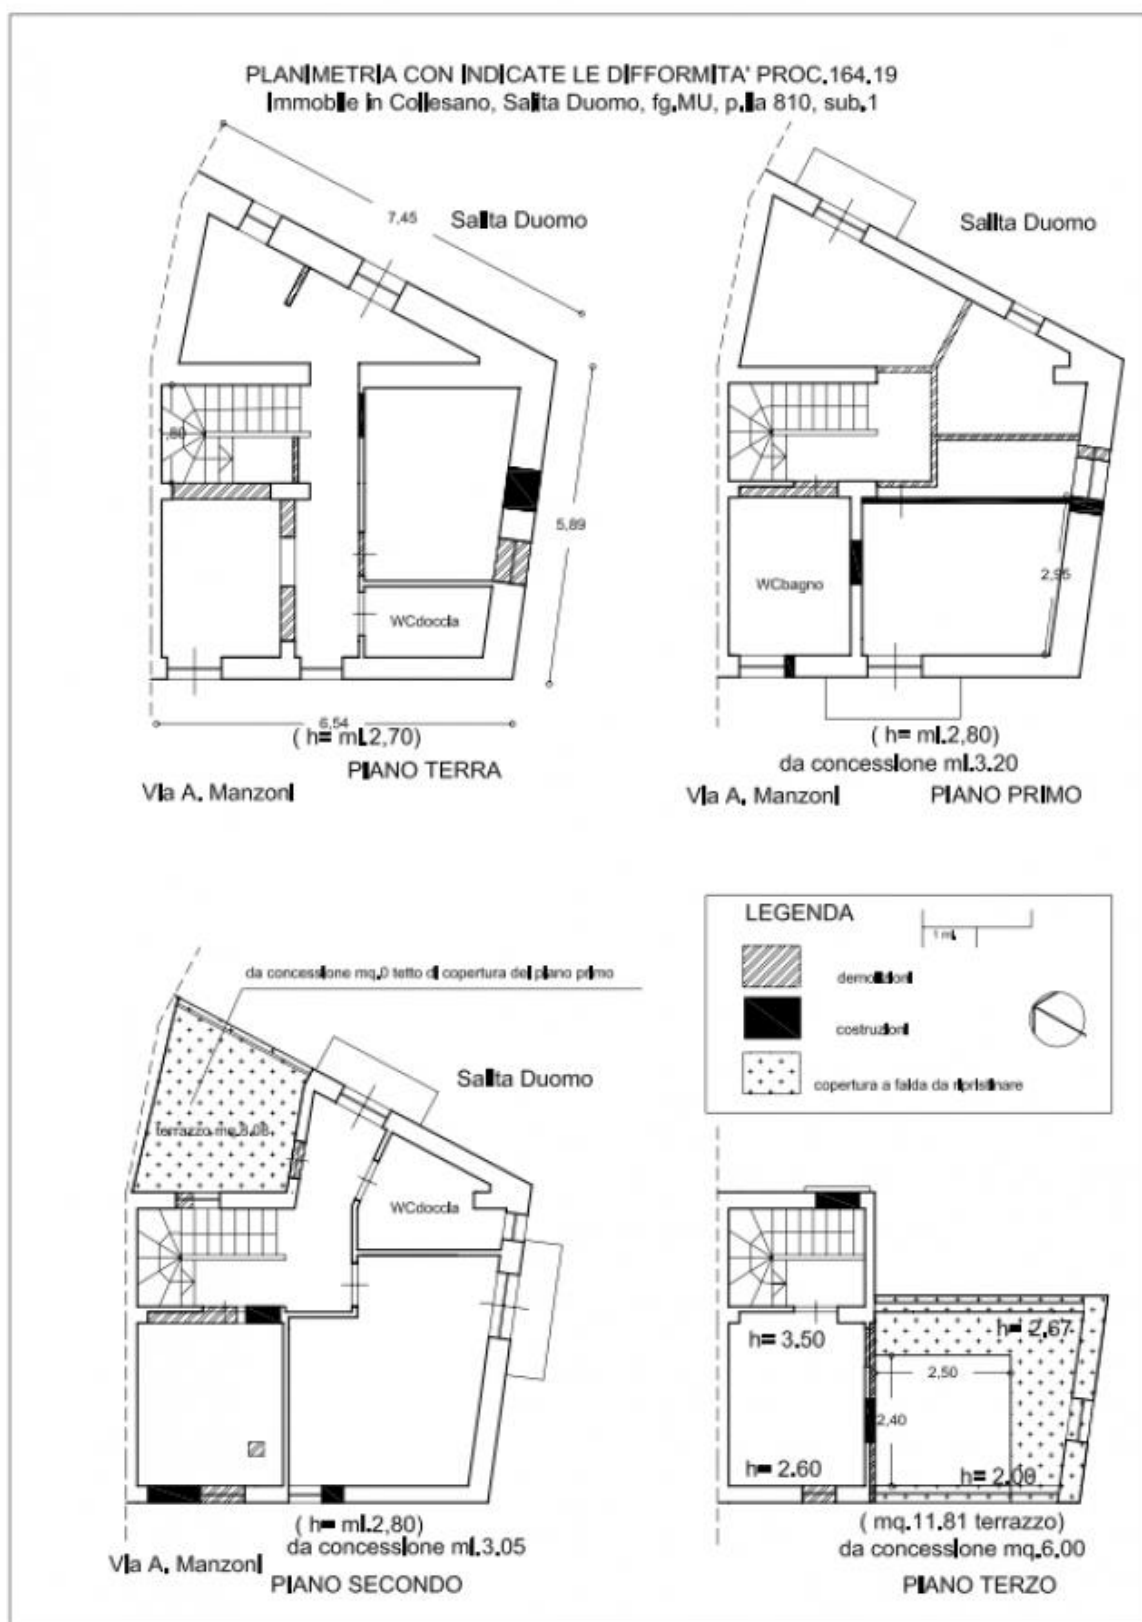 PLANIMETRIA CON INDICATE LE DIFFORMITA' PROC.164.19
Immobile in Collesano, Salita Duomo, fg.MU, p.lla 810, sub.1
7,45
Salita Duomo
,80
5,89
WCdoccia
6,54
( h= ml.2,70)
PIANO TERRA
Via A. Manzoni
Salita Duomo
WCbagno
2,95
( h= ml.2,80)
da concessione ml.3.20
Via A. Manzoni
PIANO PRIMO
da concessione mq.0 tetto di copertura del piano primo
Salita Duomo
terrazzo mq.8.08
WCdoccia
( h= ml.2,80)
da concessione ml.3.05
Via A. Manzoni
PIANO SECONDO
LEGENDA
1 ml.
demolizioni
costruzioni
copertura a falda da ripristinare
h= 3.50
h= 2,67
2,50
2,40
h= 2.60
h= 2.00
( mq.11.81 terrazzo)
da concessione mq.6.00
PIANO TERZO